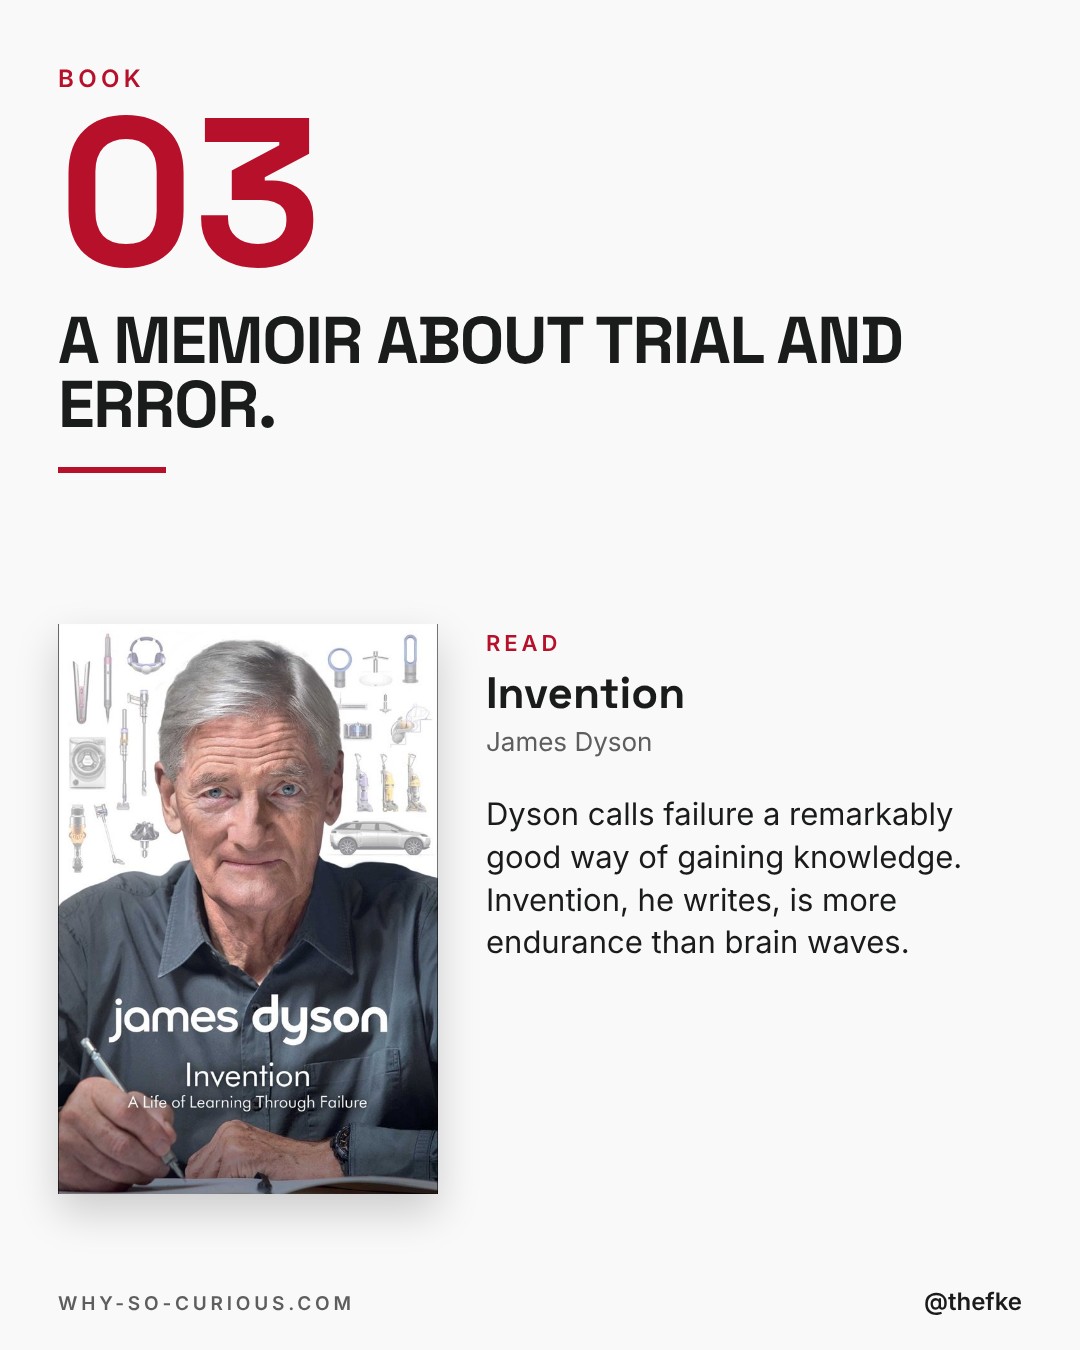 BOOK
03
A MEMOIR ABOUT TRIAL AND
ERROR.
READ
Invention
James Dyson
Dyson calls failure a remarkably
good way of gaining knowledge.
Invention, he writes, is more
endurance than brain waves.
james dyson
Invention
A Life of Learning Through Failure
WHY-SO-CURIOUS.COM
@thefke